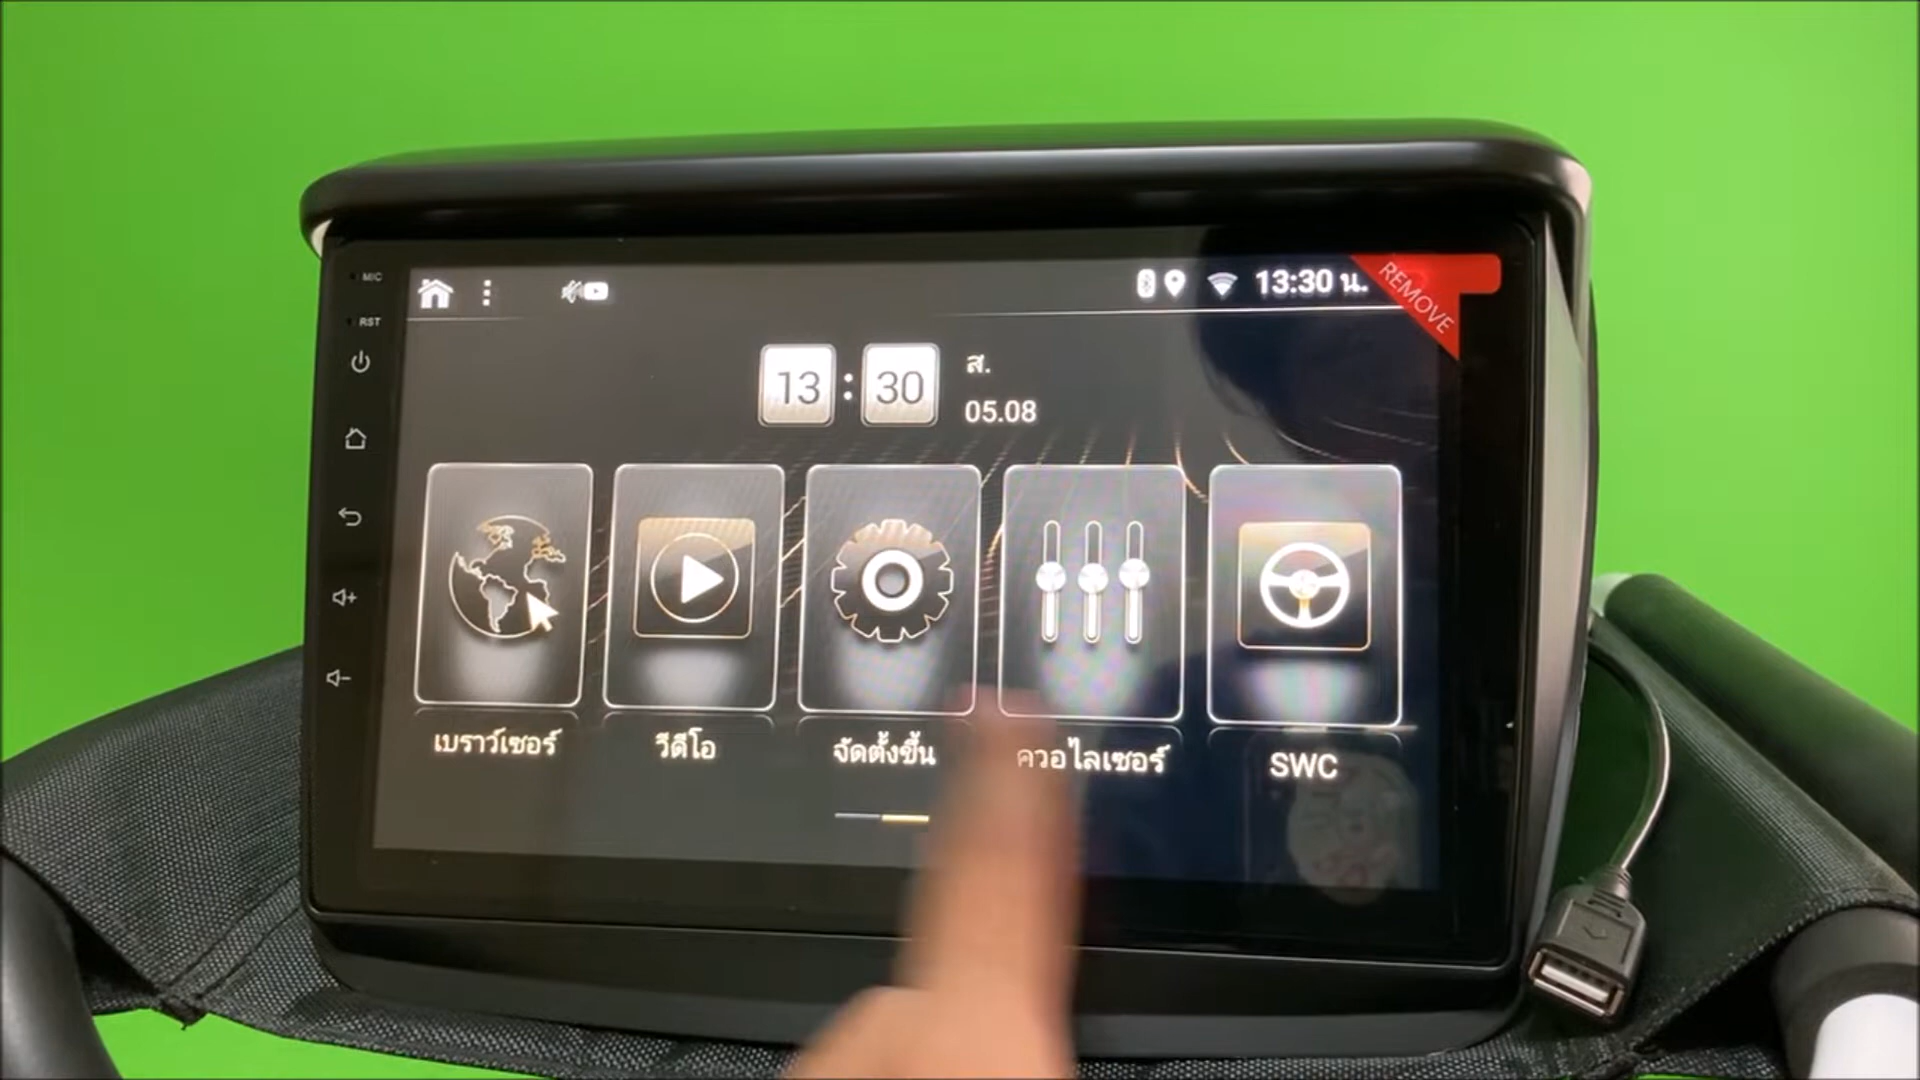 MIC
RST
13:30 น.
REMOVE
13 : 30
ส.
05.08
เบราว์เซอร์
วีดีโอ
จัดตั้งขึ้น
ควอไลเซอร์
SWC